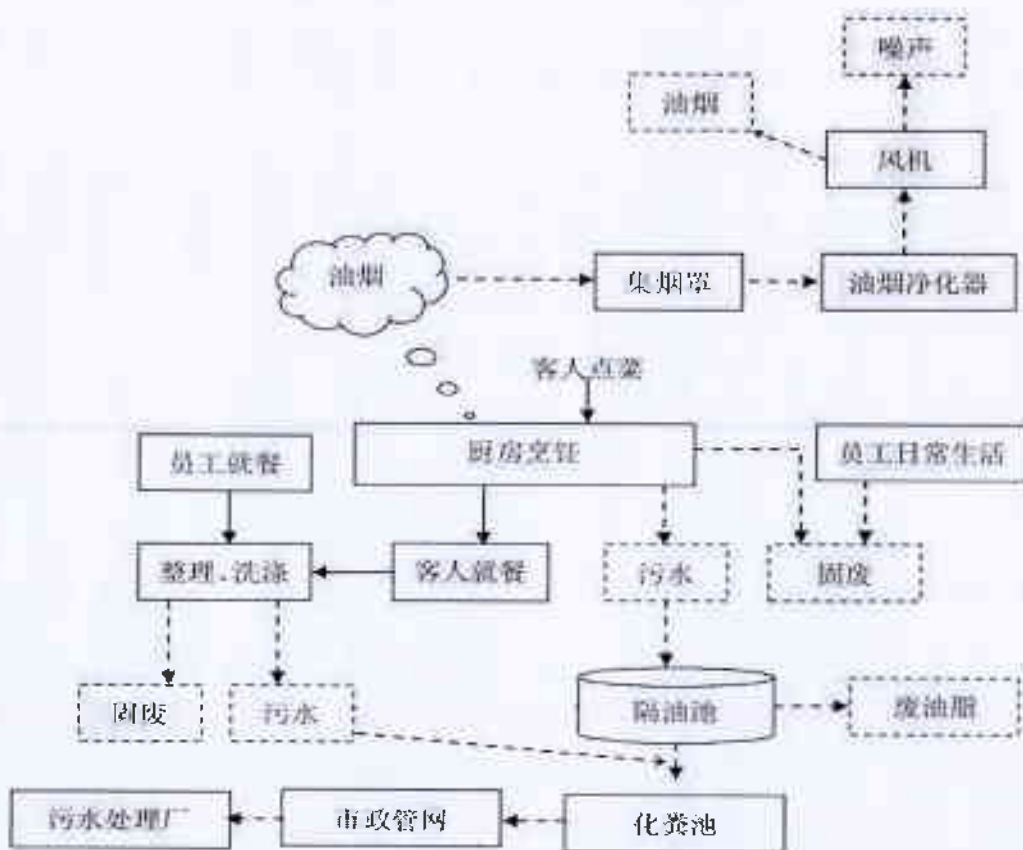 噪声
油烟
风机
油烟
集烟罩
油烟净化器
客人点菜
员工就餐
厨房烹饪
员工日常生活
整理、洗涤
客人就餐
污水
固废
固废
污水
隔油池
废油脂
污水处理厂
市政管网
化粪池